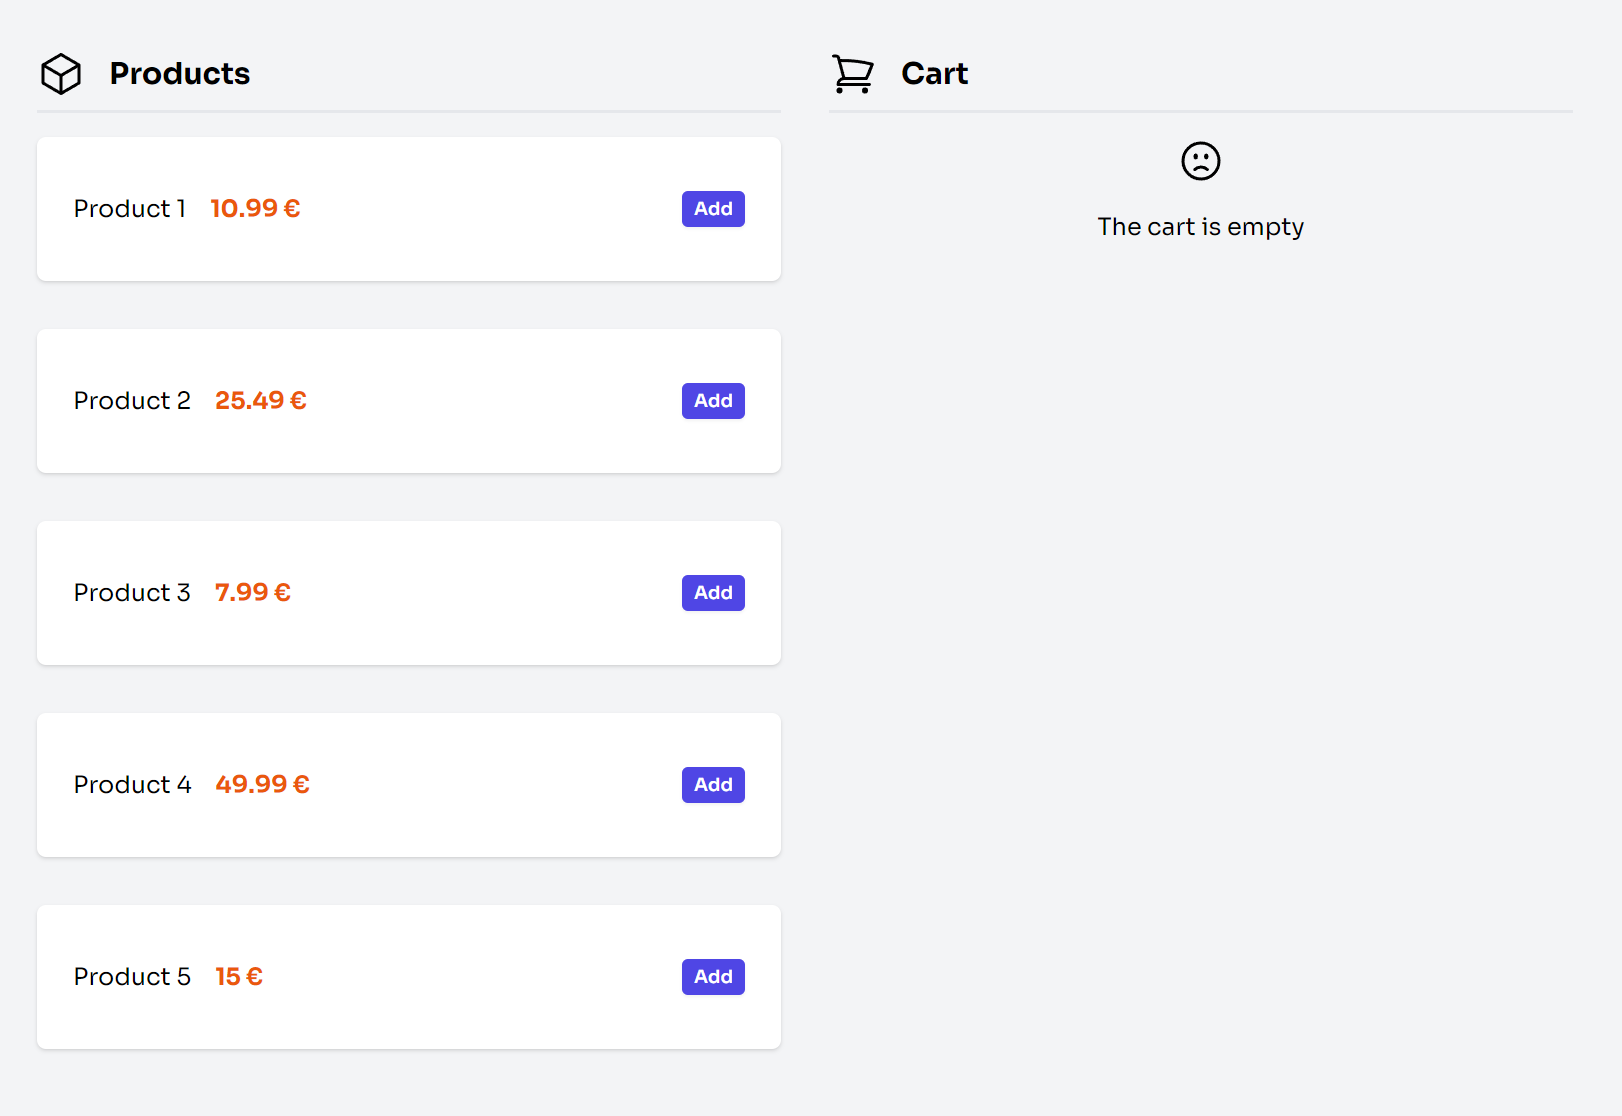 Products
Product 1 10.99 €
Add
Product 2 25.49 €
Add
Product 3 7.99 €
Add
Product 4 49.99 €
Add
Product 5 15 €
Add
Cart
The cart is empty